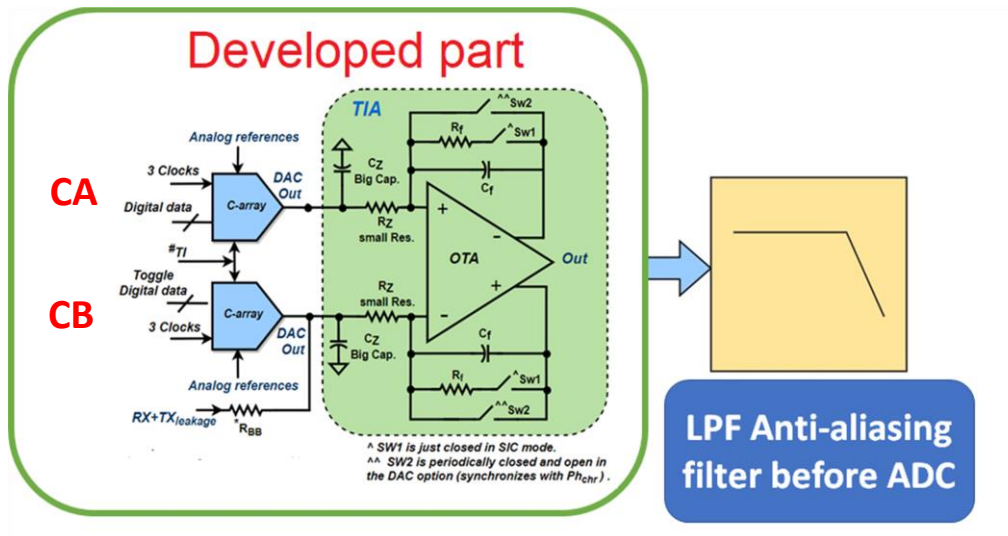 Developed part
TIA
^^Sw2
Rf
^Sw1
Analog references
CZ
Big Cap.
Cf
3 Clocks
DAC
Out
CA
Digital data
C-array
RZ
small Res.
+
−
#TI
OTA
Out
Toggle
Digital data
RZ
small Res.
+
−
CB
C-array
3 Clocks
DAC
Out
CZ
Big Cap.
Cf
Analog references
Rf
^Sw1
^^Sw2
RX+TXleakage
*RBB
^ SW1 is just closed in SIC mode.
^^ SW2 is periodically closed and open in
the DAC option (synchronizes with Phchr) .
LPF Anti-aliasing
filter before ADC